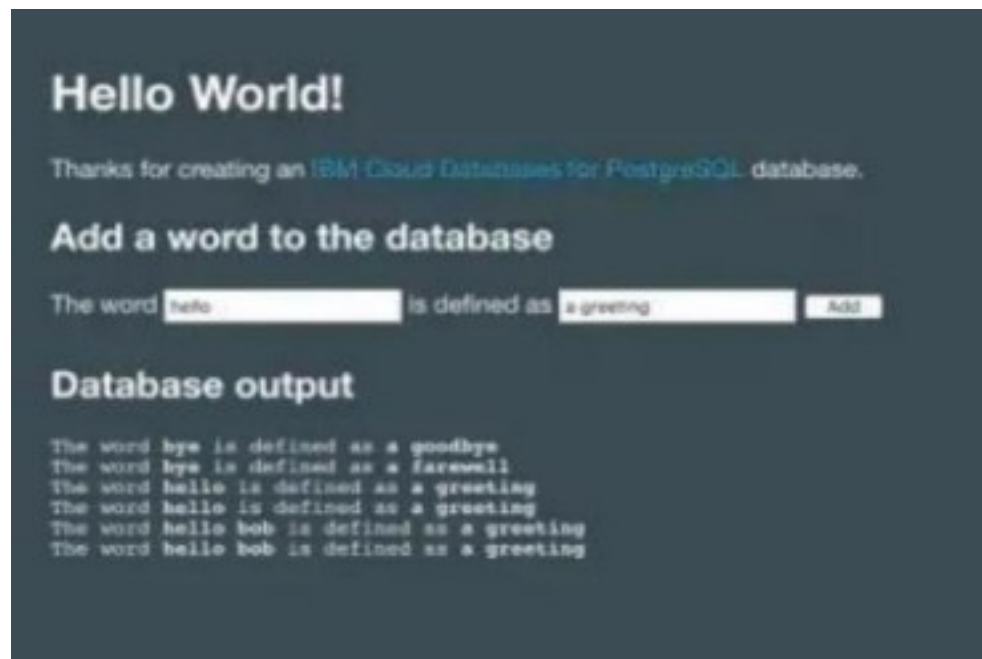 Hello World!
Thanks for creating an IBM Cloud Databases for PostgreSQL database.
Add a word to the database
The word hello is defined as a greeting Add
Database output
The word bye is defined as a goodbye
The word bye is defined as a farewell
The word hello is defined as a greeting
The word hello is defined as a greeting
The word hello bob is defined as a greeting
The word hello bob is defined as a greeting